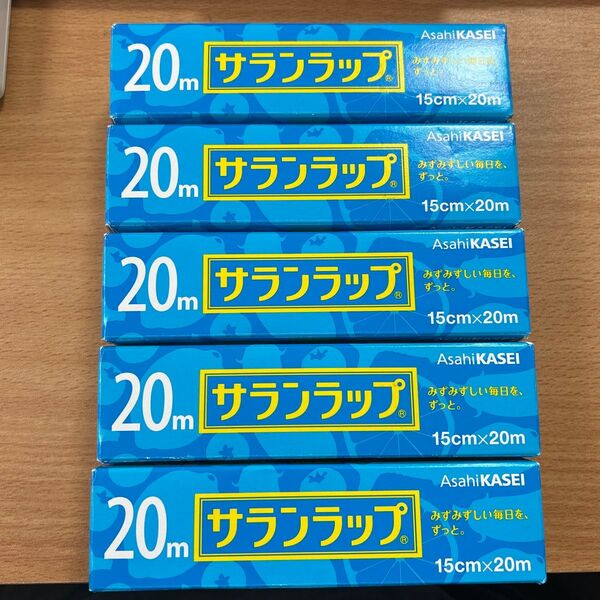 20m
サランラップ®
AsahiKASEI
みずみずしい毎日を、
ずっと。
15cm×20m
20m
サランラップ®
AsahiKASEI
みずみずしい毎日を、
ずっと。
15cm×20m
20m
サランラップ®
AsahiKASEI
みずみずしい毎日を、
ずっと。
15cm×20m
20m
サランラップ®
AsahiKASEI
みずみずしい毎日を、
ずっと。
15cm×20m
20m
サランラップ®
AsahiKASEI
みずみずしい毎日を、
ずっと。
15cm×20m